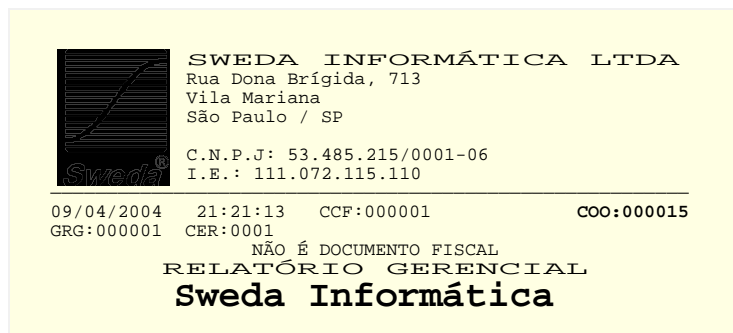 SWEDA INFORMÁTICA LTDA
Rua Dona Brígida, 713
Vila Mariana
São Paulo / SP
C.N.P.J: 53.485.215/0001-06
I.E.: 111.072.115.110
Sweda®
09/04/2004 21:21:13 CCF:000001 COO:000015
GRG:000001 CER:0001
NÃO É DOCUMENTO FISCAL
RELATÓRIO GERENCIAL
Sweda Informática